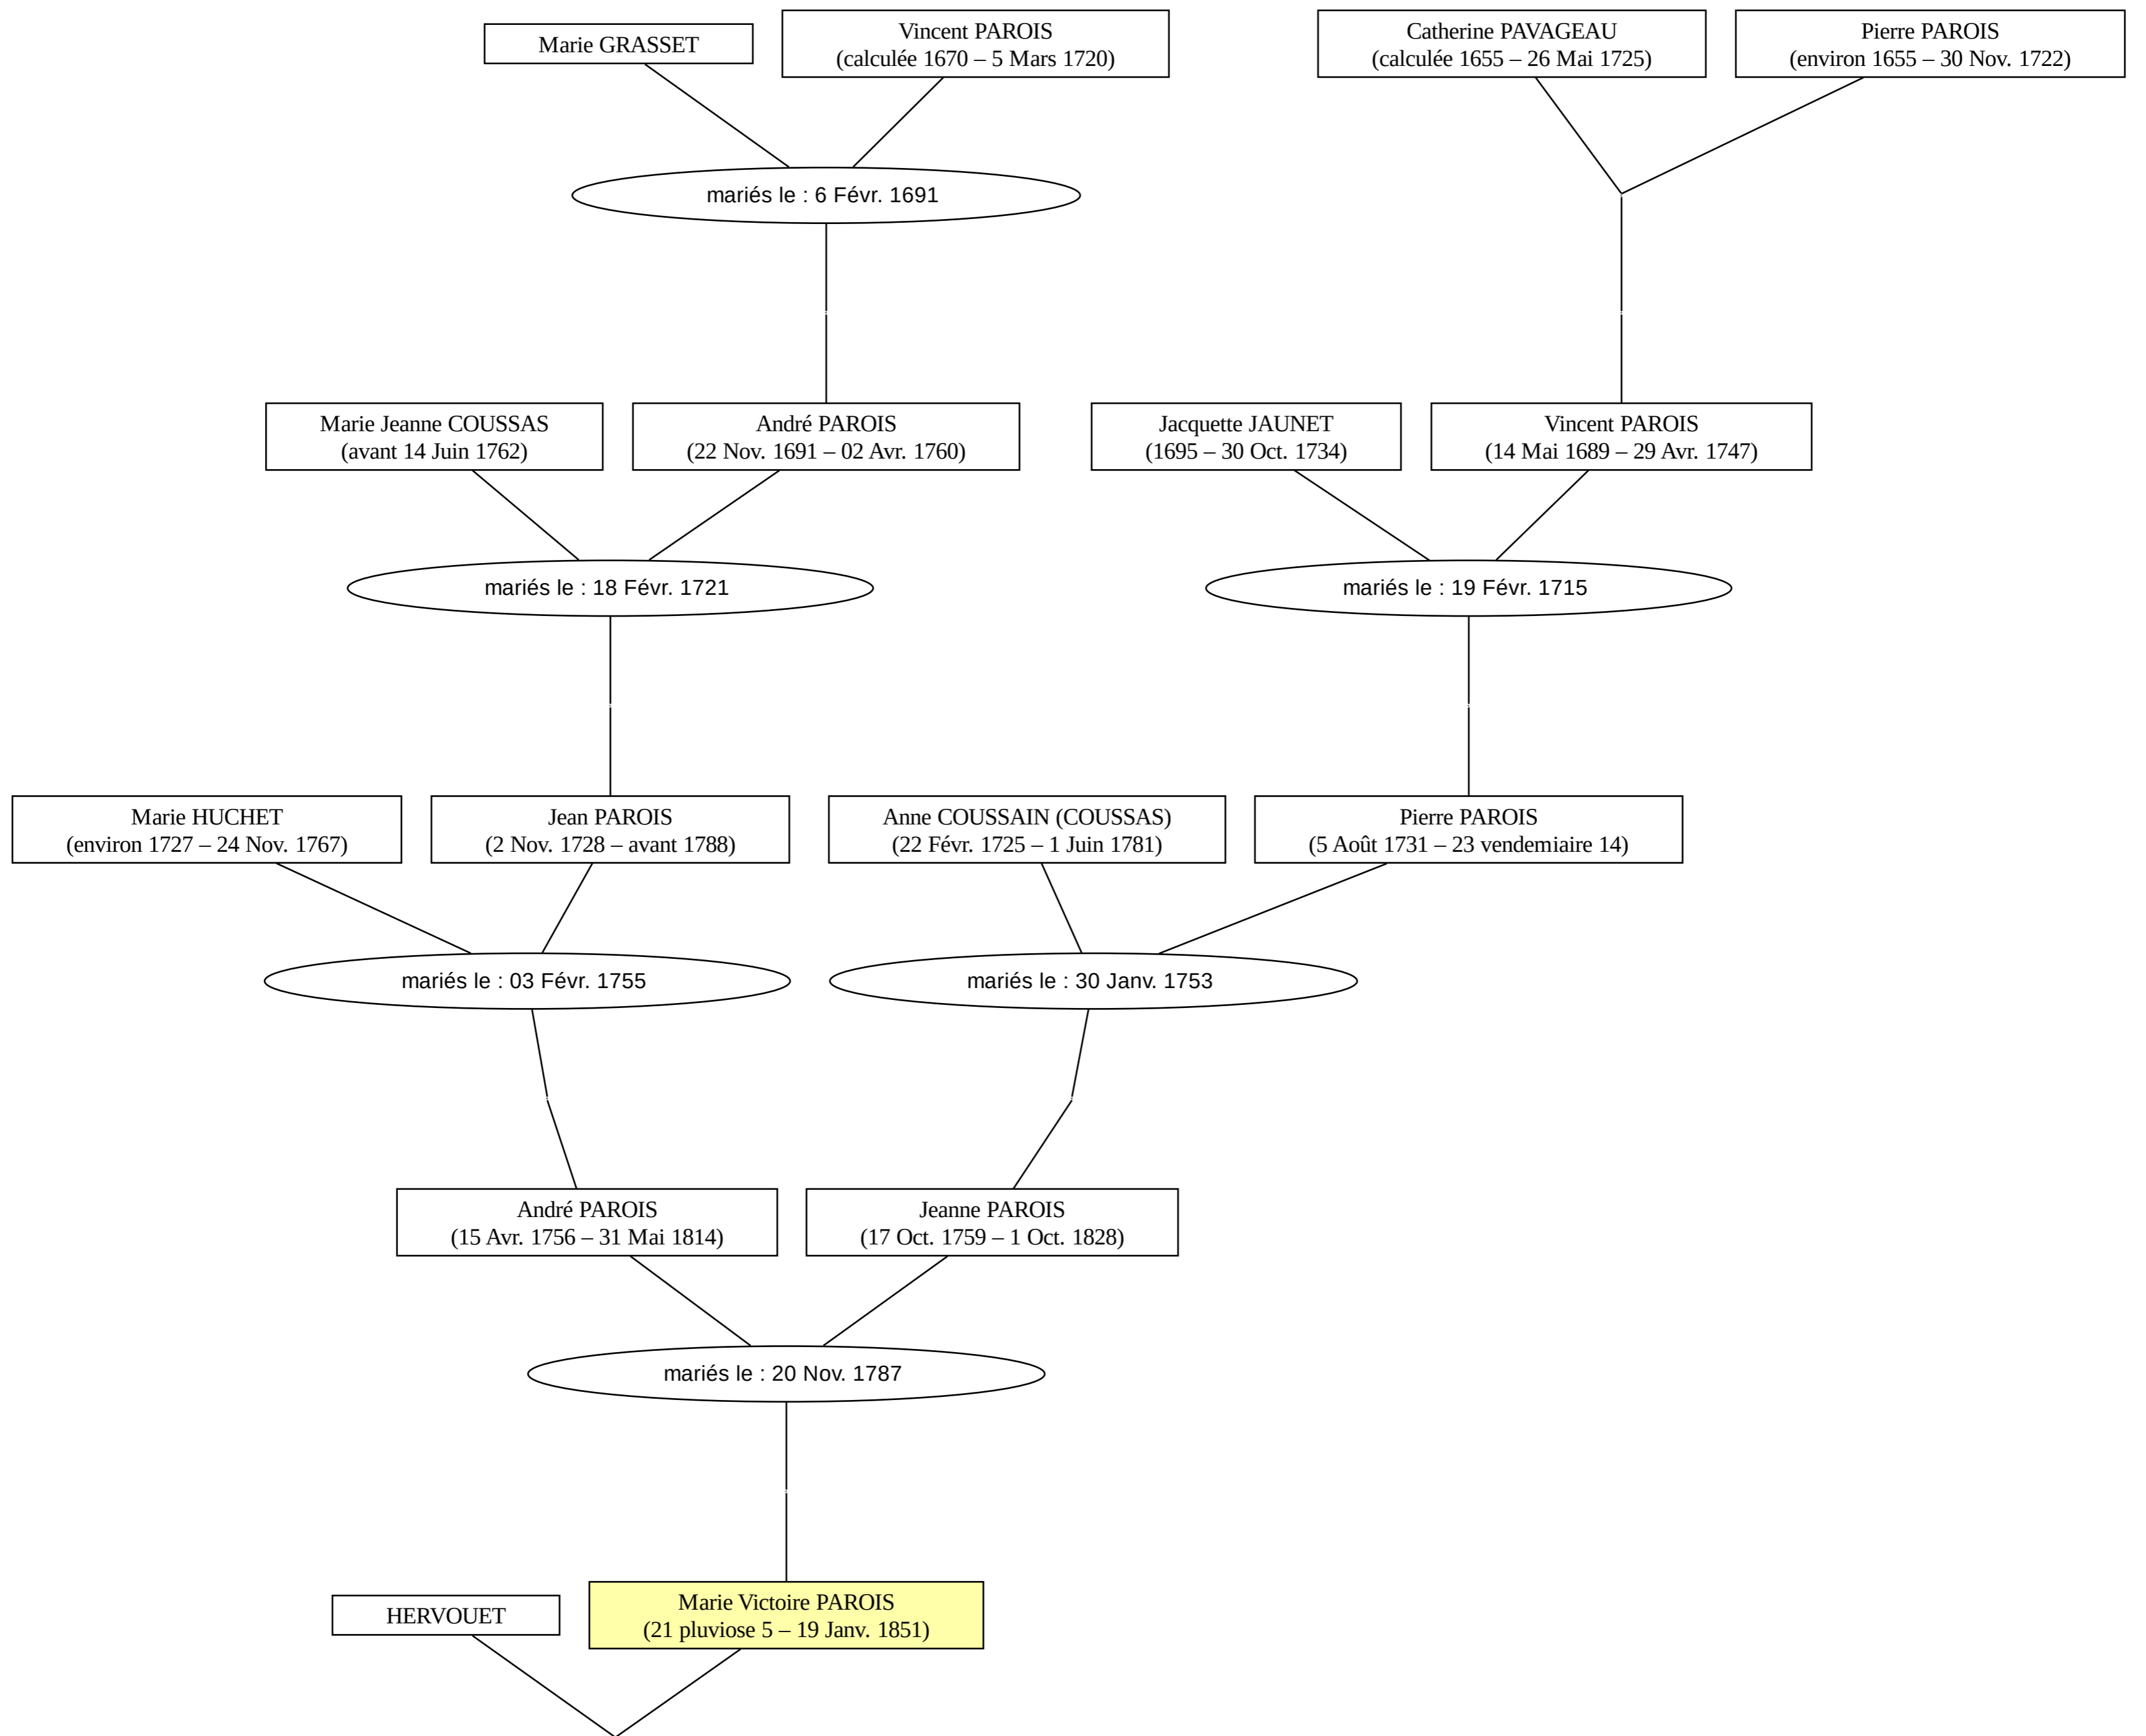 Marie GRASSET
Vincent PAROIS
(calculée 1670 – 5 Mars 1720)
Catherine PAVAGEAU
(calculée 1655 – 26 Mai 1725)
Pierre PAROIS
(environ 1655 – 30 Nov. 1722)
mariés le : 6 Févr. 1691
Marie Jeanne COUSSAS
(avant 14 Juin 1762)
André PAROIS
(22 Nov. 1691 – 02 Avr. 1760)
Jacquette JAUNET
(1695 – 30 Oct. 1734)
Vincent PAROIS
(14 Mai 1689 – 29 Avr. 1747)
mariés le : 18 Févr. 1721
mariés le : 19 Févr. 1715
Marie HUCHET
(environ 1727 – 24 Nov. 1767)
Jean PAROIS
(2 Nov. 1728 – avant 1788)
Anne COUSSAIN (COUSSAS)
(22 Févr. 1725 – 1 Juin 1781)
Pierre PAROIS
(5 Août 1731 – 23 vendemiaire 14)
mariés le : 03 Févr. 1755
mariés le : 30 Janv. 1753
André PAROIS
(15 Avr. 1756 – 31 Mai 1814)
Jeanne PAROIS
(17 Oct. 1759 – 1 Oct. 1828)
mariés le : 20 Nov. 1787
HERVOUET
Marie Victoire PAROIS
(21 pluviose 5 – 19 Janv. 1851)